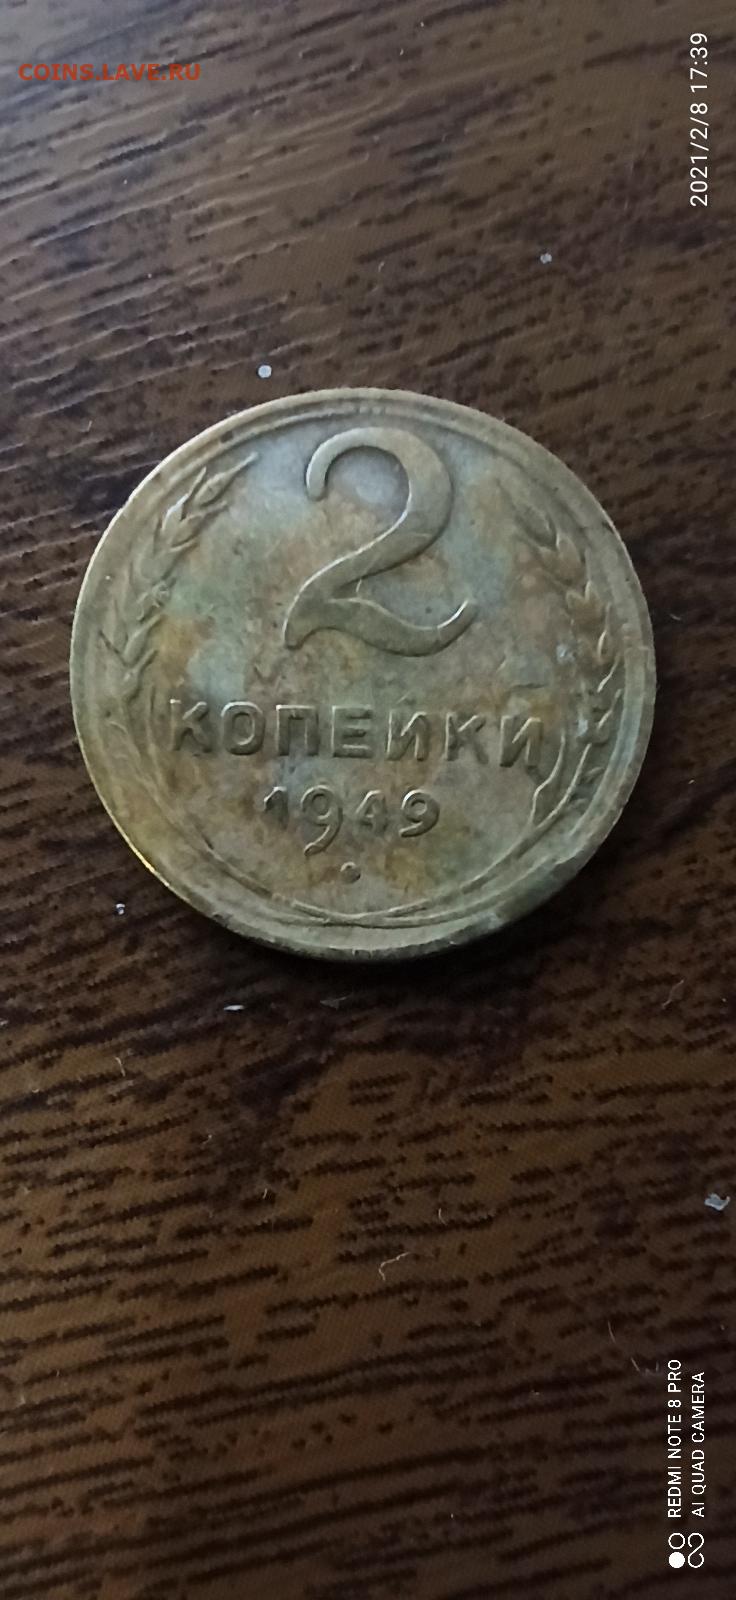 COINS.LAVE.RU
2021/2/8 17:39
2
КОПЕЙКИ
1949
REDMI NOTE 8 PRO
AI QUAD CAMERA